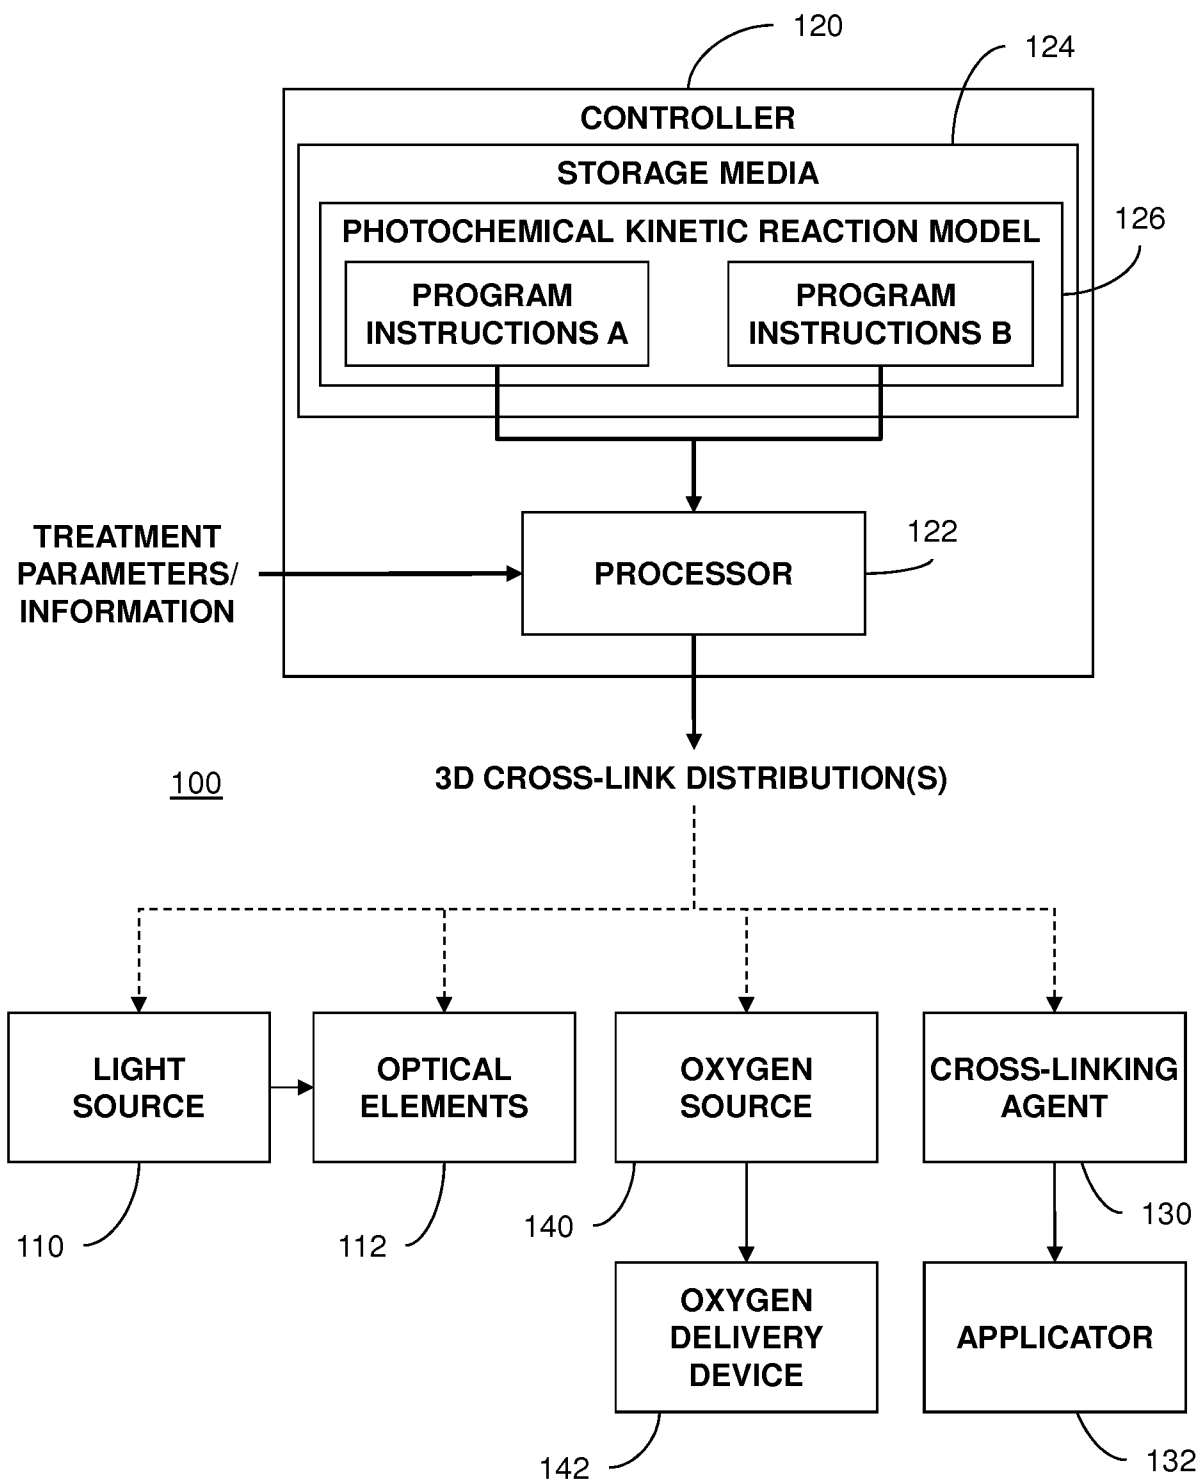 120
124
CONTROLLER
STORAGE MEDIA
PHOTOCHEMICAL KINETIC REACTION MODEL
126
PROGRAM
INSTRUCTIONS A
PROGRAM
INSTRUCTIONS B
TREATMENT
PARAMETERS/
INFORMATION
PROCESSOR
122
100
3D CROSS-LINK DISTRIBUTION(S)
LIGHT
SOURCE
OPTICAL
ELEMENTS
OXYGEN
SOURCE
CROSS-LINKING
AGENT
110
112
140
130
OXYGEN
DELIVERY
DEVICE
APPLICATOR
142
132